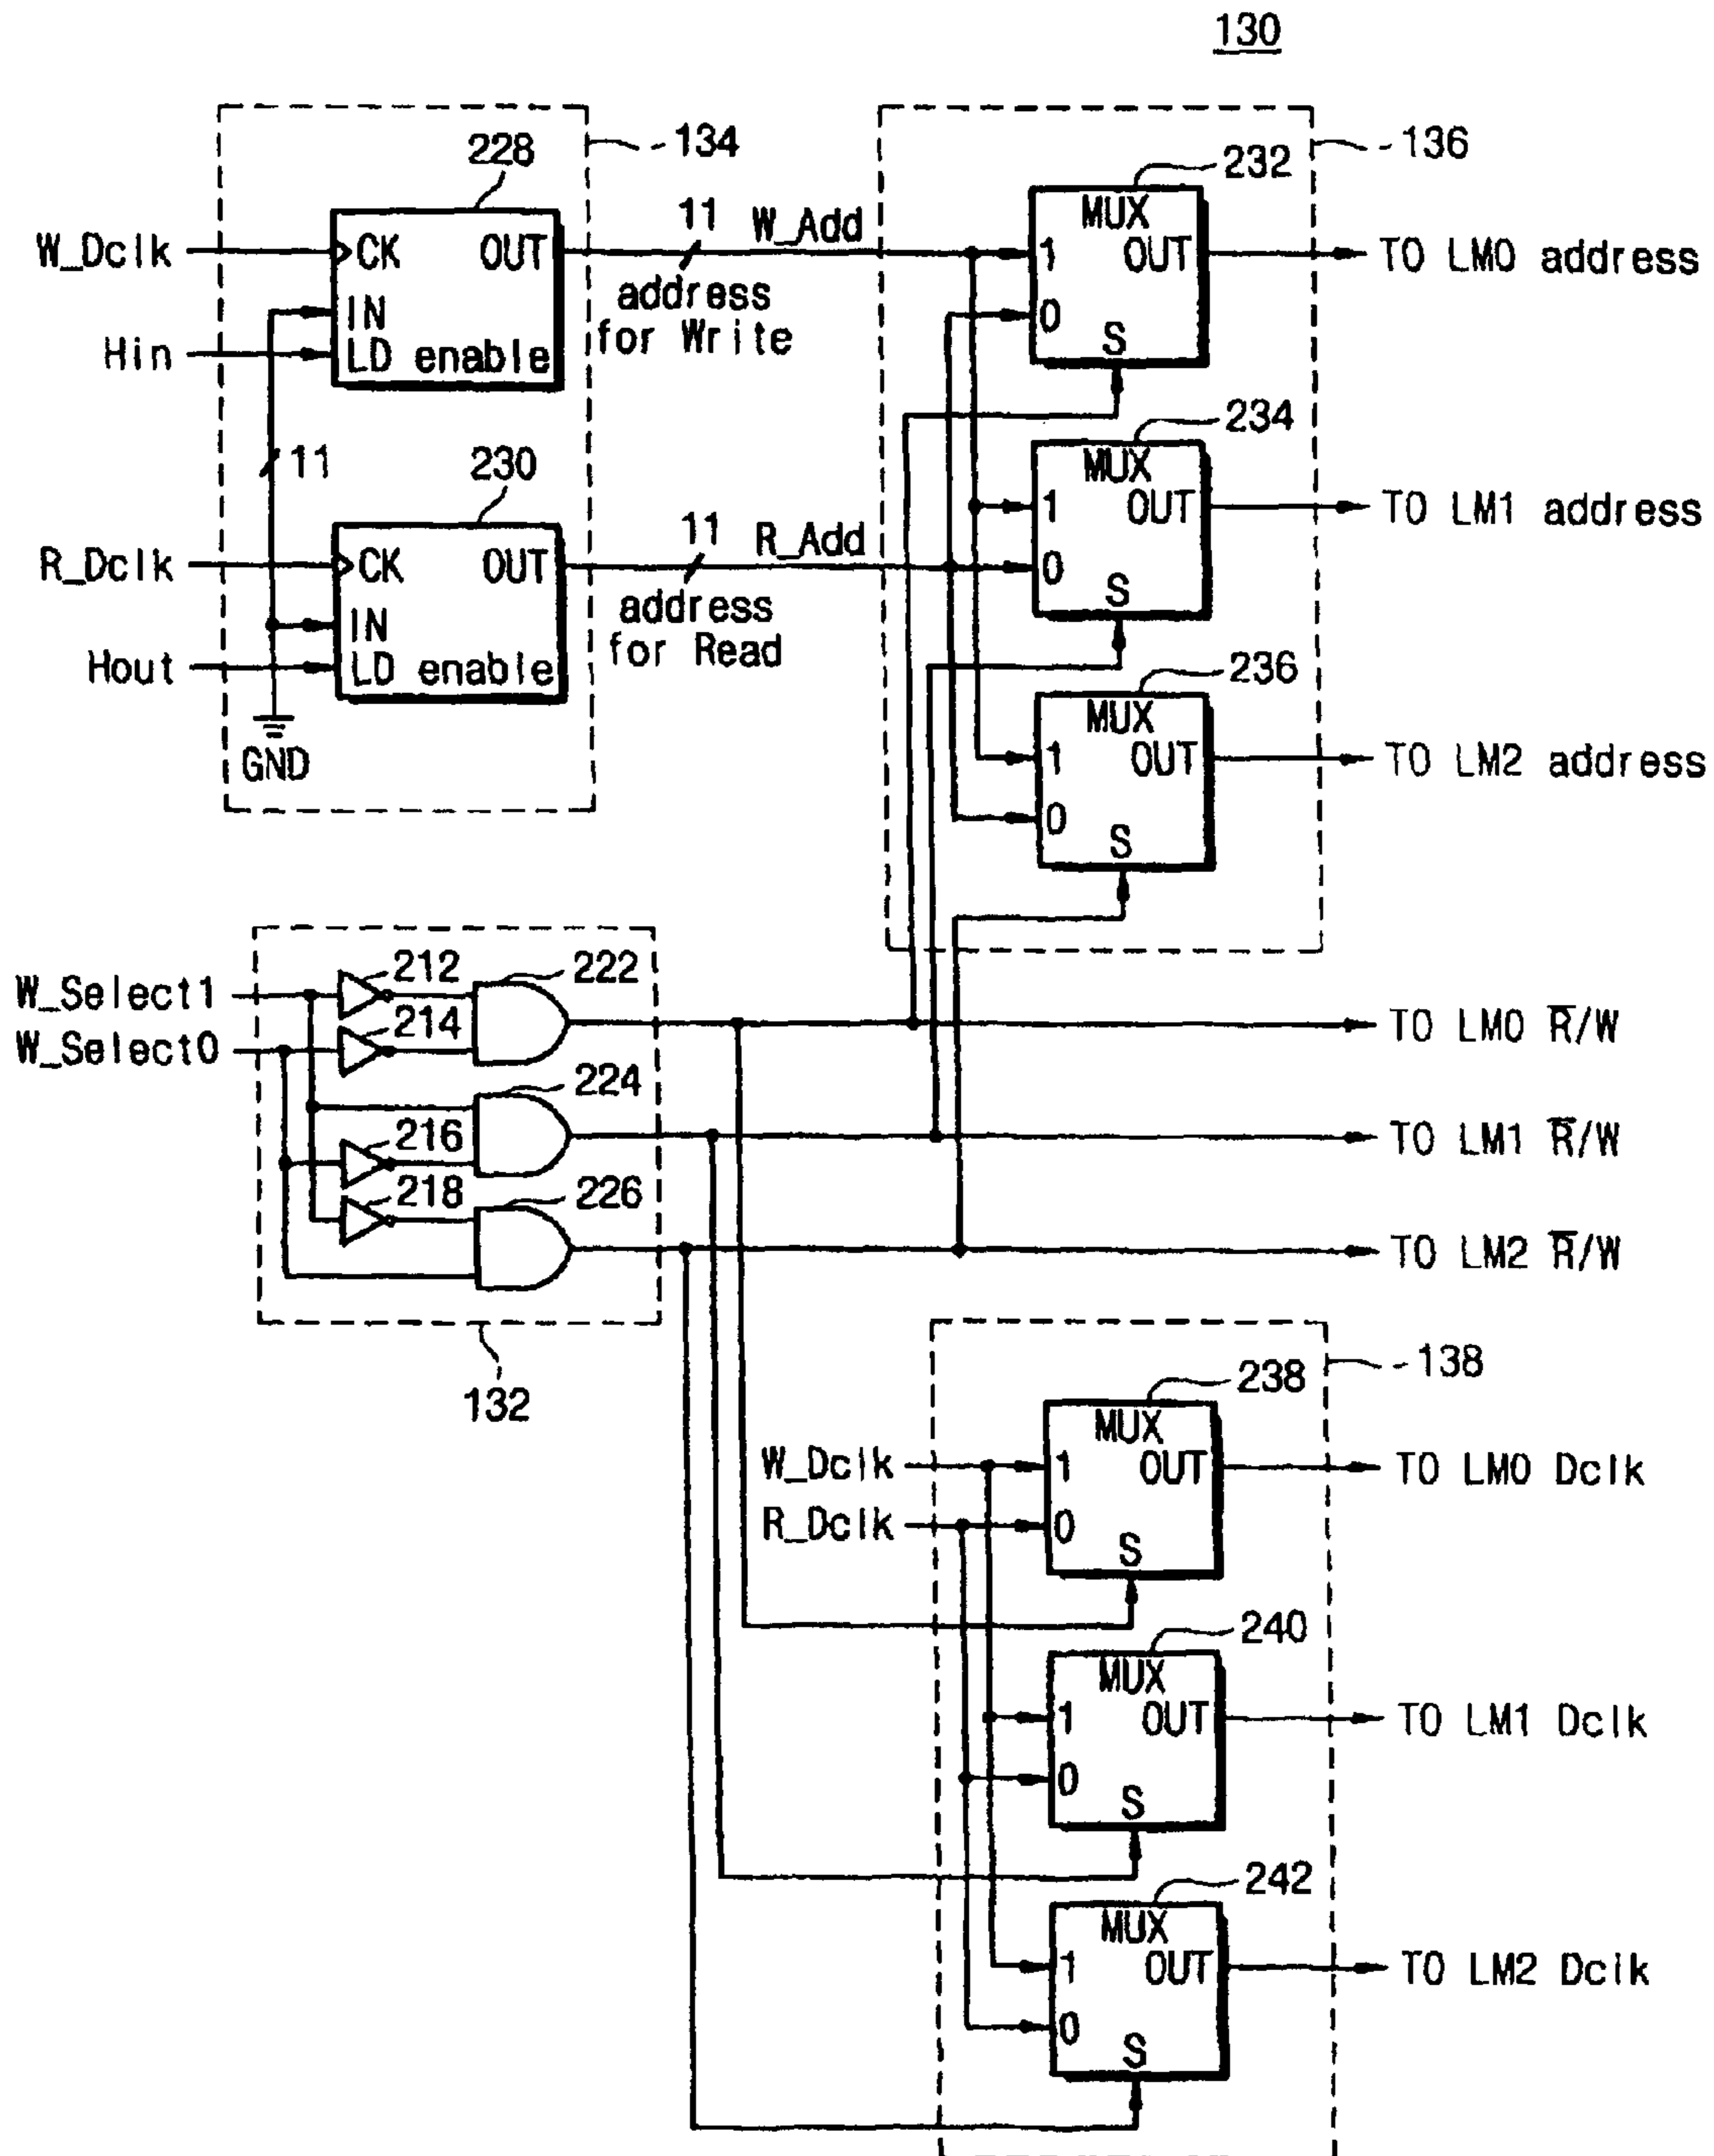 130
134
228
W_Dclk
CK
OUT
IN
Hin
LD enable
11
W_Add
address
for Write
11
230
R_Dclk
CK
OUT
IN
Hout
LD enable
11
R_Add
address
for Read
GND
136
232
MUX
1
OUT
0
S
TO LM0 address
234
MUX
1
OUT
0
S
TO LM1 address
236
MUX
1
OUT
0
S
TO LM2 address
W_Select1
W_Select0
212
222
214
224
216
218
226
132
TO LM0 R̅/W
TO LM1 R̅/W
TO LM2 R̅/W
138
238
W_Dclk
R_Dclk
MUX
1
OUT
0
S
TO LM0 Dclk
240
MUX
1
OUT
0
S
TO LM1 Dclk
242
MUX
1
OUT
0
S
TO LM2 Dclk